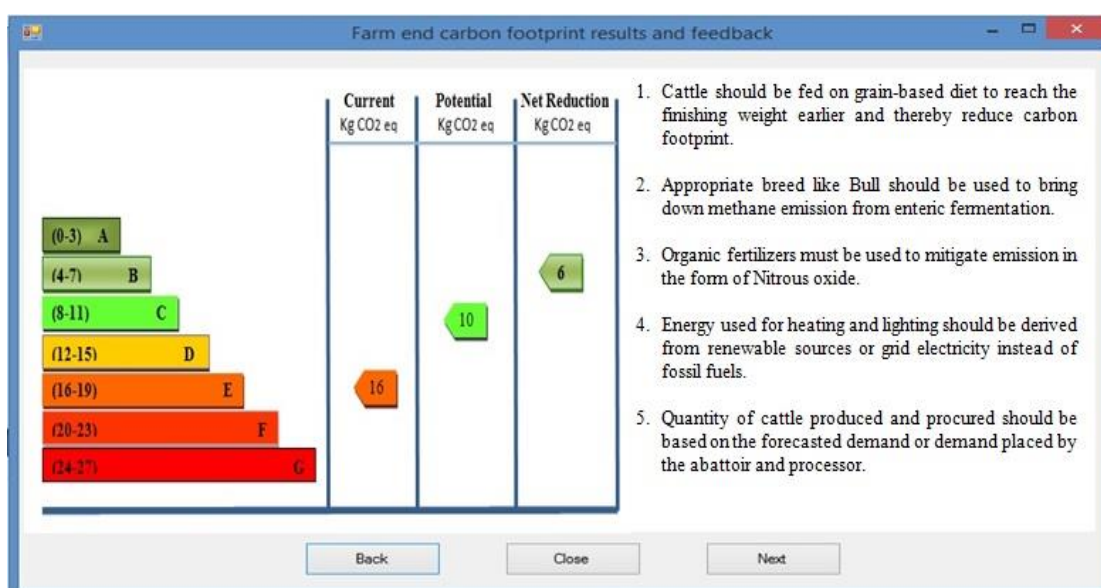 Farm end carbon footprint results and feedback
Current
Kg CO2 eq
Potential
Kg CO2 eq
Net Reduction
Kg CO2 eq
(0-3) A
(4-7) B
(8-11) C
(12-15) D
(16-19) E
(20-23) F
(24-27) G
16
10
6
1. Cattle should be fed on grain-based diet to reach the
finishing weight earlier and thereby reduce carbon
footprint.
2. Appropriate breed like Bull should be used to bring
down methane emission from enteric fermentation.
3. Organic fertilizers must be used to mitigate emission in
the form of Nitrous oxide.
4. Energy used for heating and lighting should be derived
from renewable sources or grid electricity instead of
fossil fuels.
5. Quantity of cattle produced and procured should be
based on the forecasted demand or demand placed by
the abattoir and processor.
Back
Close
Next